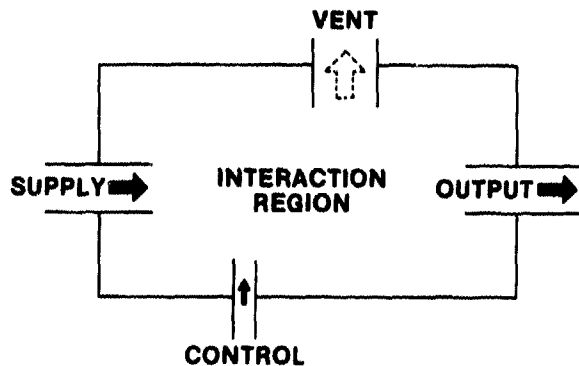 VENT
SUPPLY
INTERACTION
REGION
OUTPUT
CONTROL